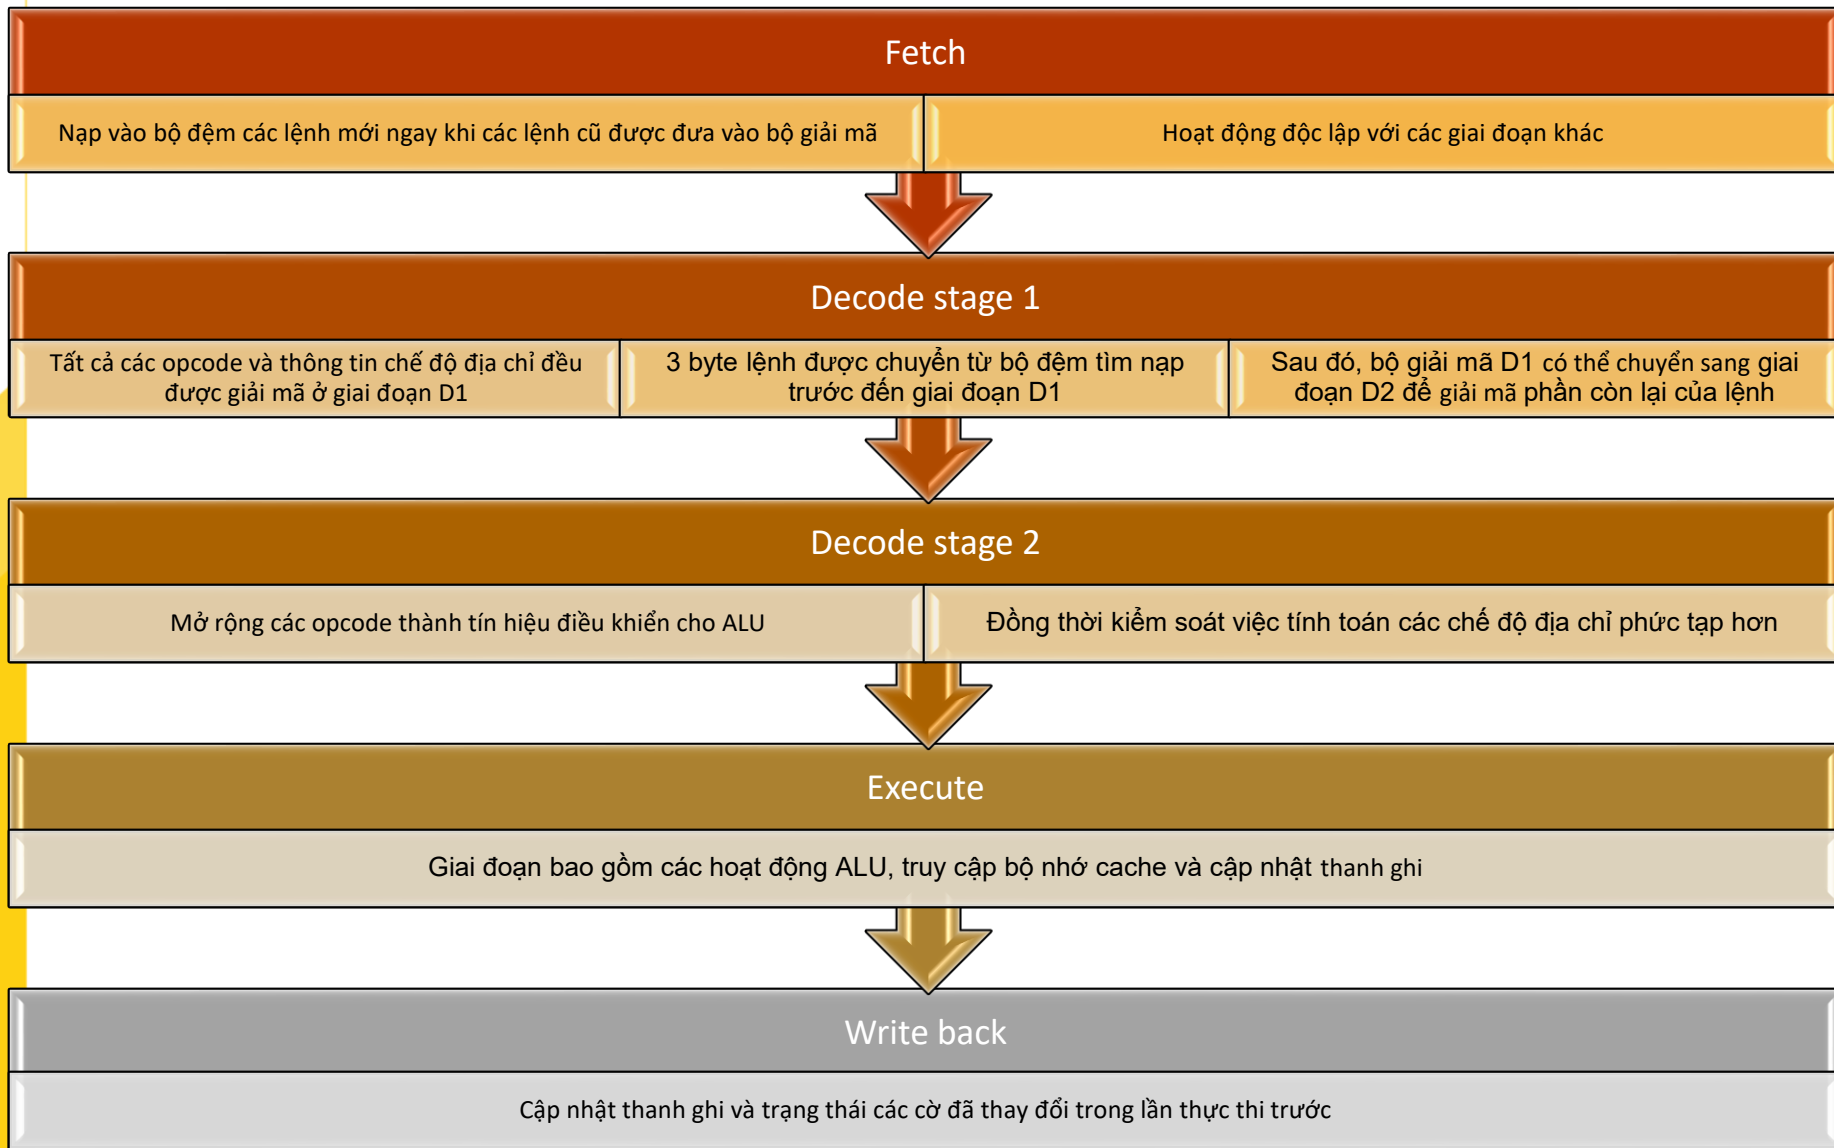 Fetch
Nạp vào bộ đệm các lệnh mới ngay khi các lệnh cũ được đưa vào bộ giải mã
Hoạt động độc lập với các giai đoạn khác
Decode stage 1
Tất cả các opcode và thông tin chế độ địa chỉ đều
được giải mã ở giai đoạn D1
3 byte lệnh được chuyển từ bộ đệm tìm nạp
trước đến giai đoạn D1
Sau đó, bộ giải mã D1 có thể chuyển sang giai
đoạn D2 để giải mã phần còn lại của lệnh
Decode stage 2
Mở rộng các opcode thành tín hiệu điều khiển cho ALU
Đồng thời kiểm soát việc tính toán các chế độ địa chỉ phức tạp hơn
Execute
Giai đoạn bao gồm các hoạt động ALU, truy cập bộ nhớ cache và cập nhật thanh ghi
Write back
Cập nhật thanh ghi và trạng thái các cờ đã thay đổi trong lần thực thi trước